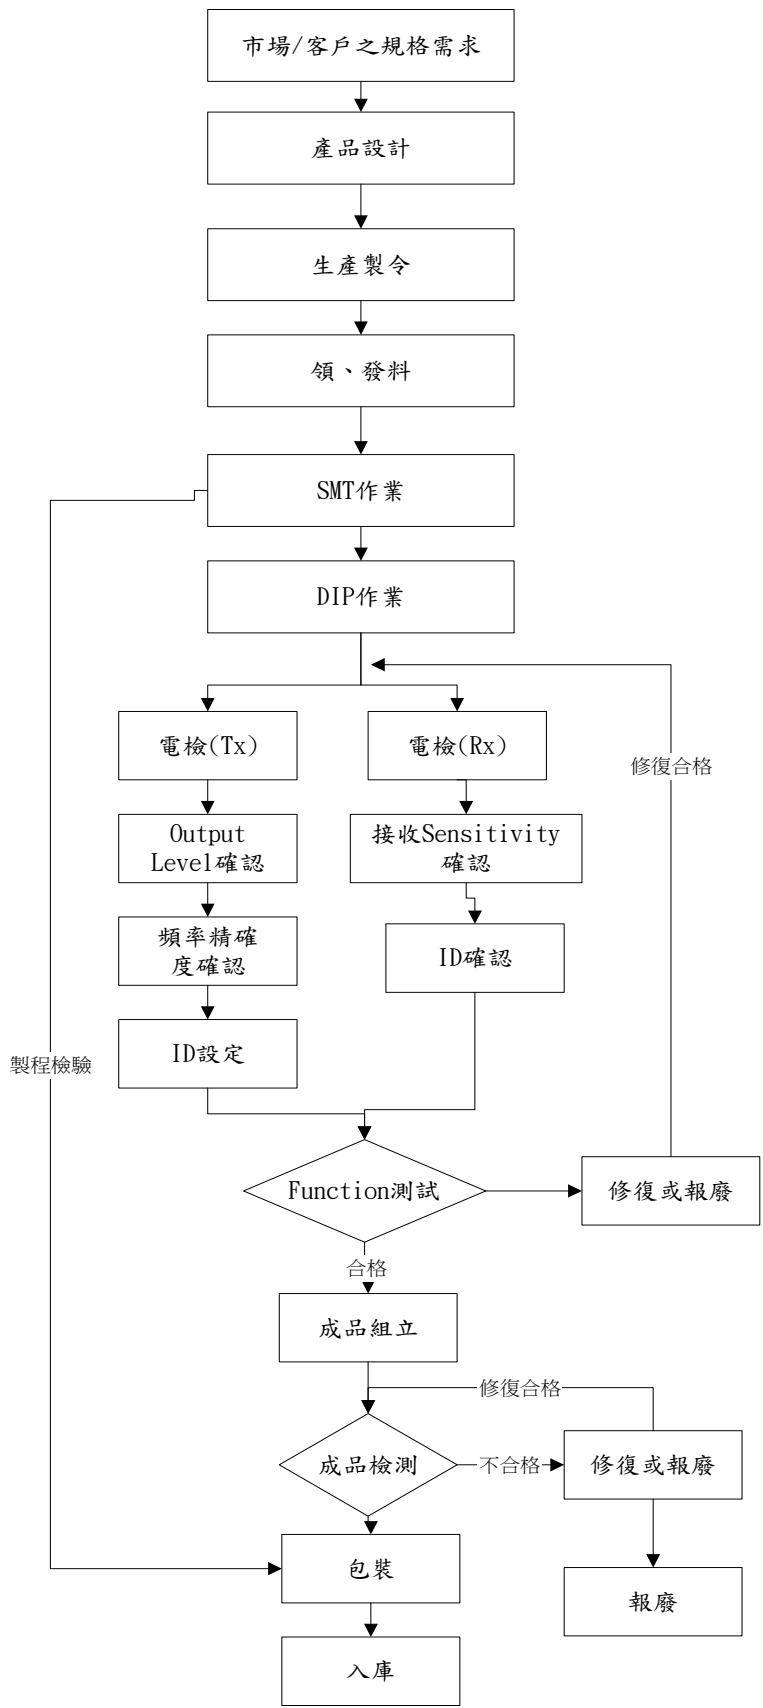 市場/客戶之規格需求
產品設計
生產製令
領、發料
SMT作業
DIP作業
電檢(Tx)
電檢(Rx)
修復合格
Output
Level確認
接收Sensitivity
確認
頻率精確
度確認
ID確認
ID設定
製程檢驗
Function測試
修復或報廢
合格
成品組立
修復合格
成品檢測
不合格
修復或報廢
包裝
報廢
入庫